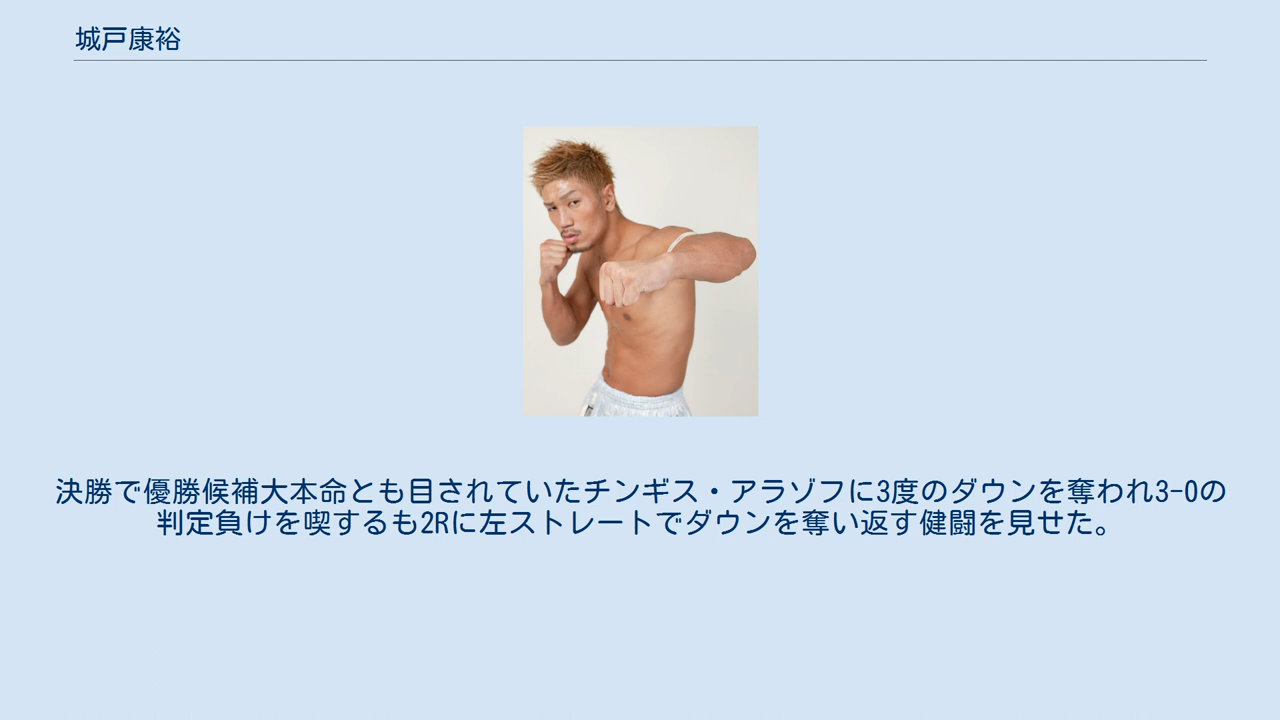 城戸康裕
決勝で優勝候補大本命とも目されていたチンギス・アラゾフに3度のダウンを奪われ3-0の
判定負けを喫するも2Rに左ストレートでダウンを奪い返す健闘を見せた。